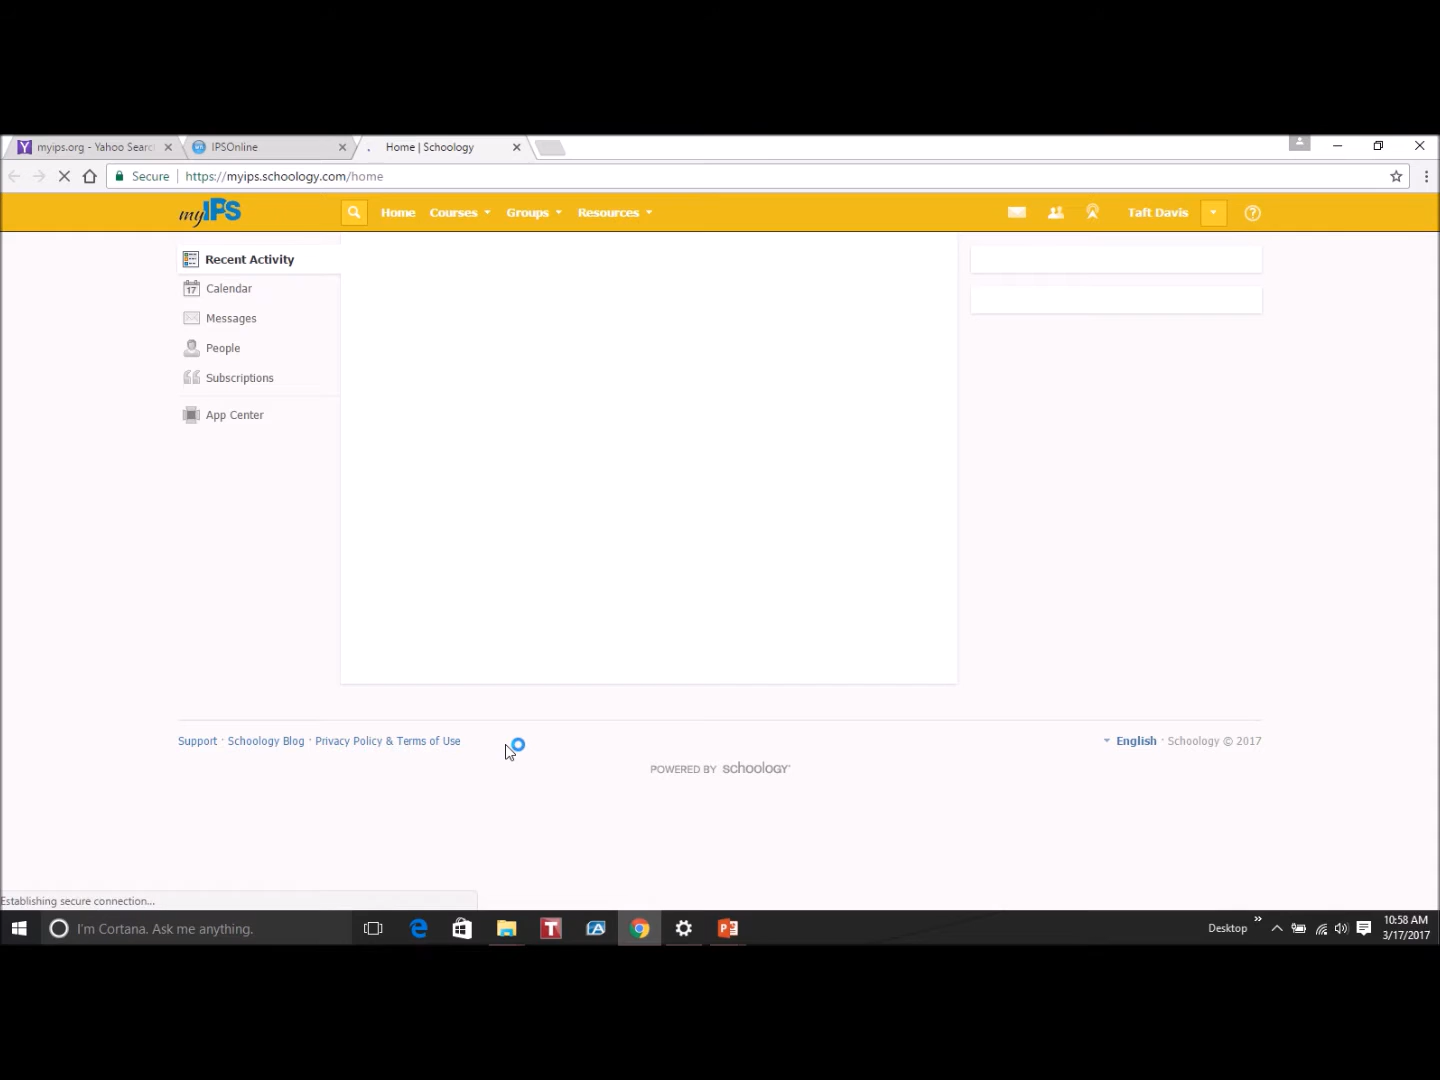 myips.org - Yahoo Searc
IPSOnline
Home | Schoology
Secure
https://myips.schoology.com/home
myIPS
Home
Courses
Groups
Resources
Taft Davis
Recent Activity
17
Calendar
Messages
People
Subscriptions
App Center
Support · Schoology Blog · Privacy Policy & Terms of Use
English · Schoology © 2017
POWERED BY schoology
Establishing secure connection...
I'm Cortana. Ask me anything.
Desktop
10:58 AM
3/17/2017